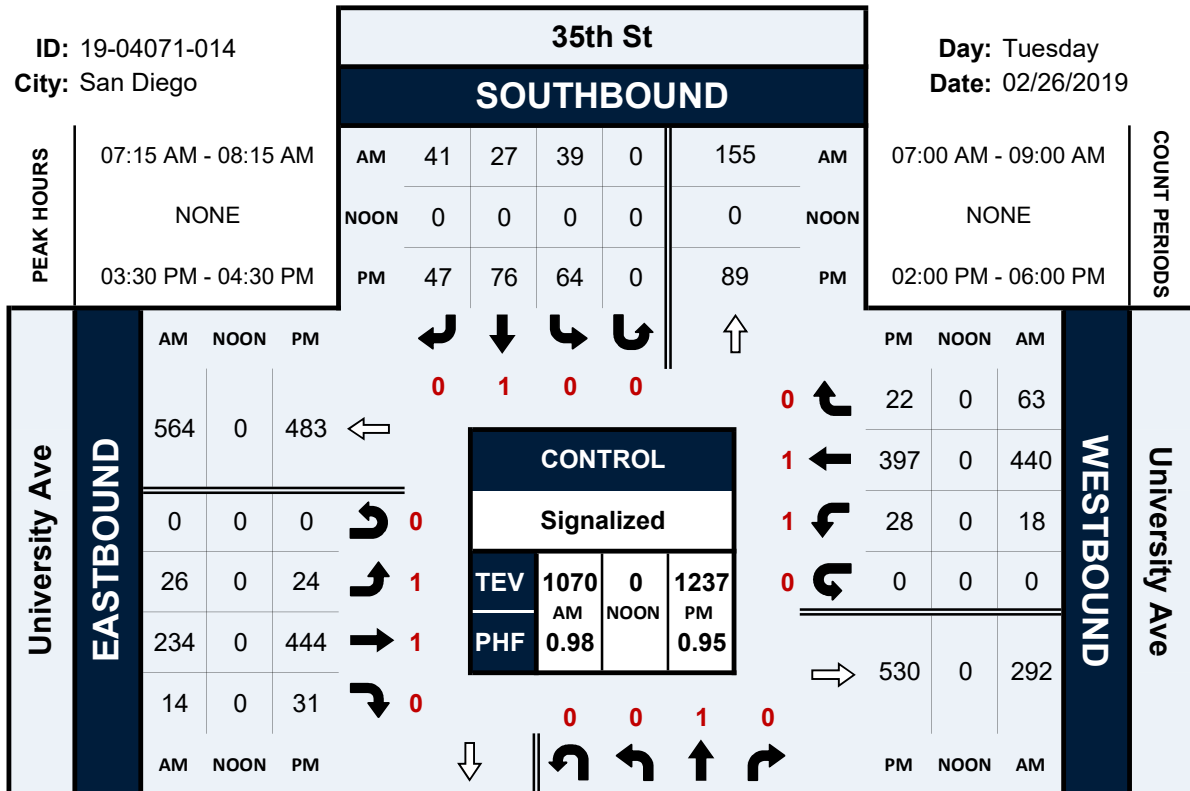 35th St
ID: 19-04071-014
Day: Tuesday
City: San Diego
Date: 02/26/2019
SOUTHBOUND
PEAK HOURS
07:15 AM - 08:15 AM
NONE
03:30 PM - 04:30 PM
AM 41 27 39 0 155 AM
NOON 0 0 0 0 0 NOON
PM 47 76 64 0 89 PM
07:00 AM - 09:00 AM
NONE
02:00 PM - 06:00 PM
COUNT PERIODS
0 1 0 0
University Ave
EASTBOUND
AM NOON PM
564 0 483
0 0 0 0
26 0 24 1
234 0 444 1
14 0 31 0
AM NOON PM
CONTROL
Signalized
TEV 1070 0 1237
AM NOON PM
PHF 0.98 0.95
PM NOON AM
0 22 0 63
1 397 0 440
1 28 0 18
0 0 0 0
530 0 292
PM NOON AM
WESTBOUND
University Ave
0 0 1 0